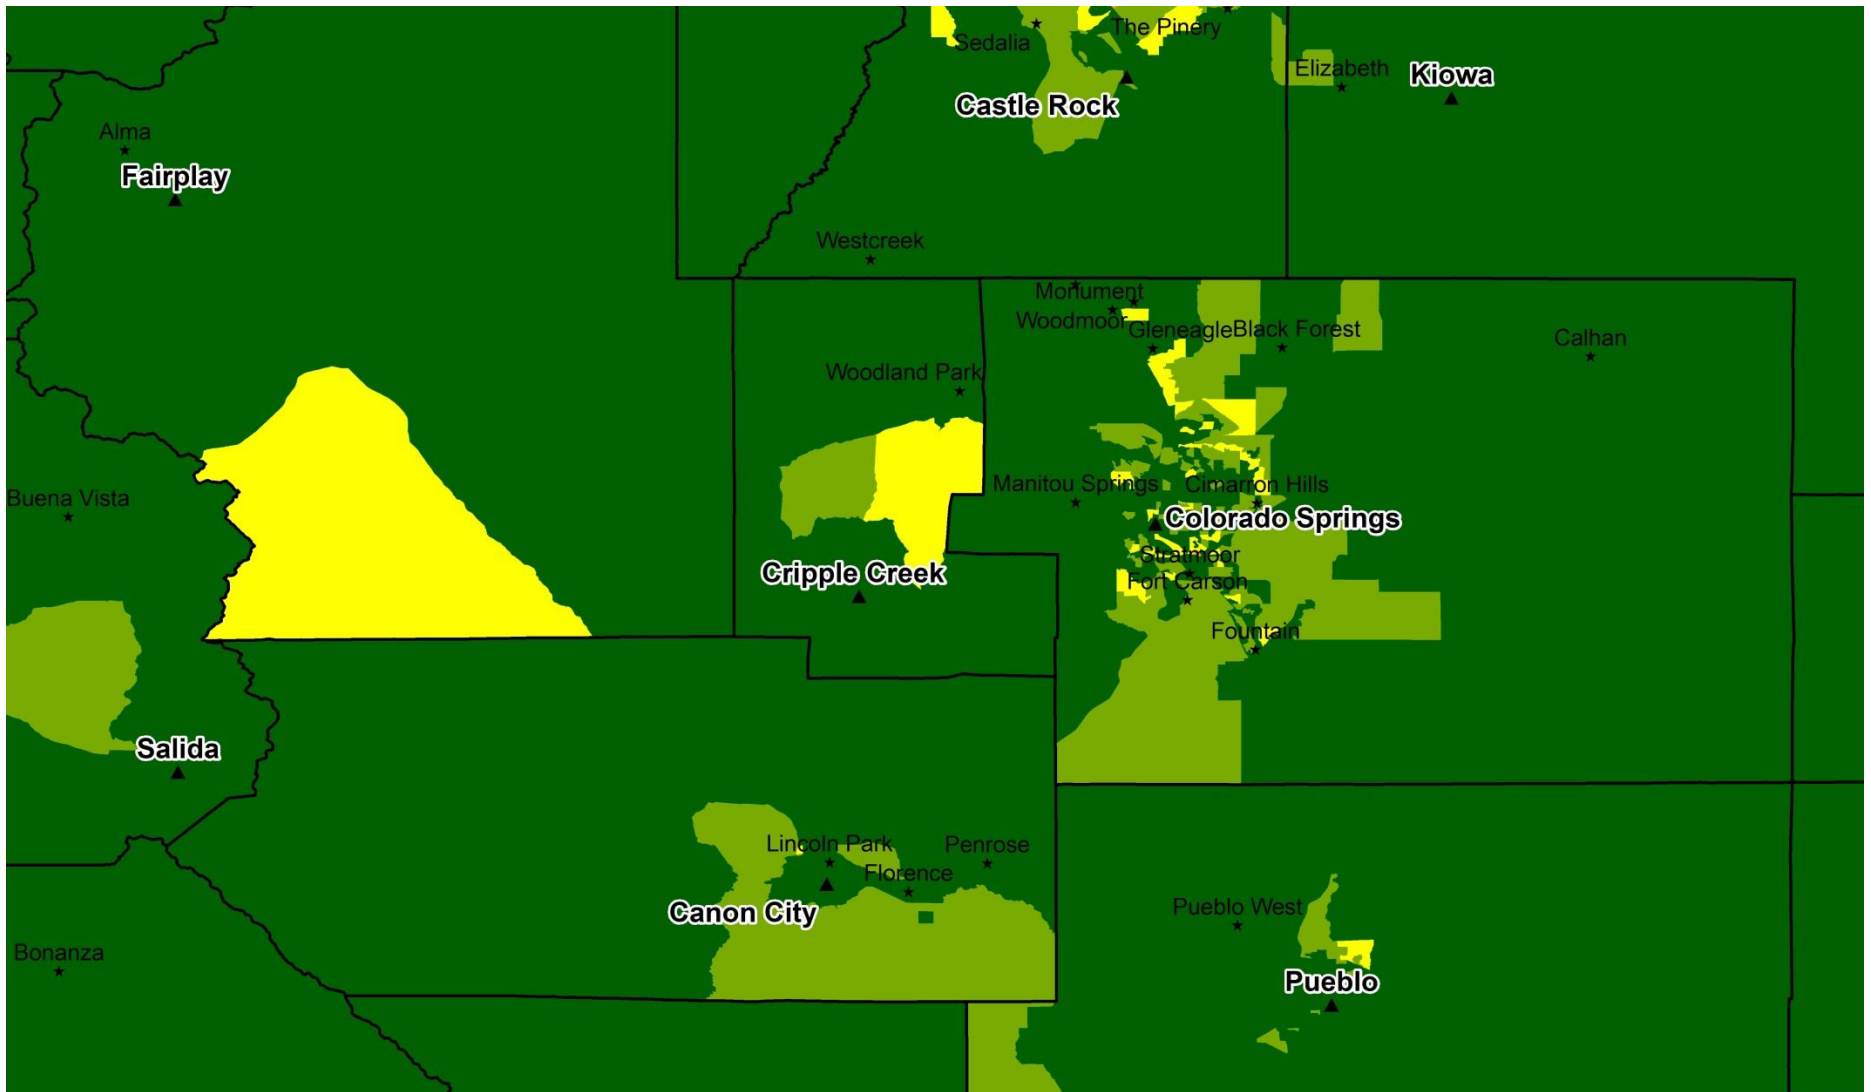 The Pinery
Sedalia
Elizabeth
Kiowa
Castle Rock
Alma
Fairplay
Westcreek
Monument
Woodmoor
Gleneagle
Black Forest
Calhan
Woodland Park
Buena Vista
Manitou Springs
Cimarron Hills
Colorado Springs
Stratmoor
Cripple Creek
Fort Carson
Fountain
Salida
Lincoln Park
Penrose
Florence
Canon City
Pueblo West
Bonanza
Pueblo